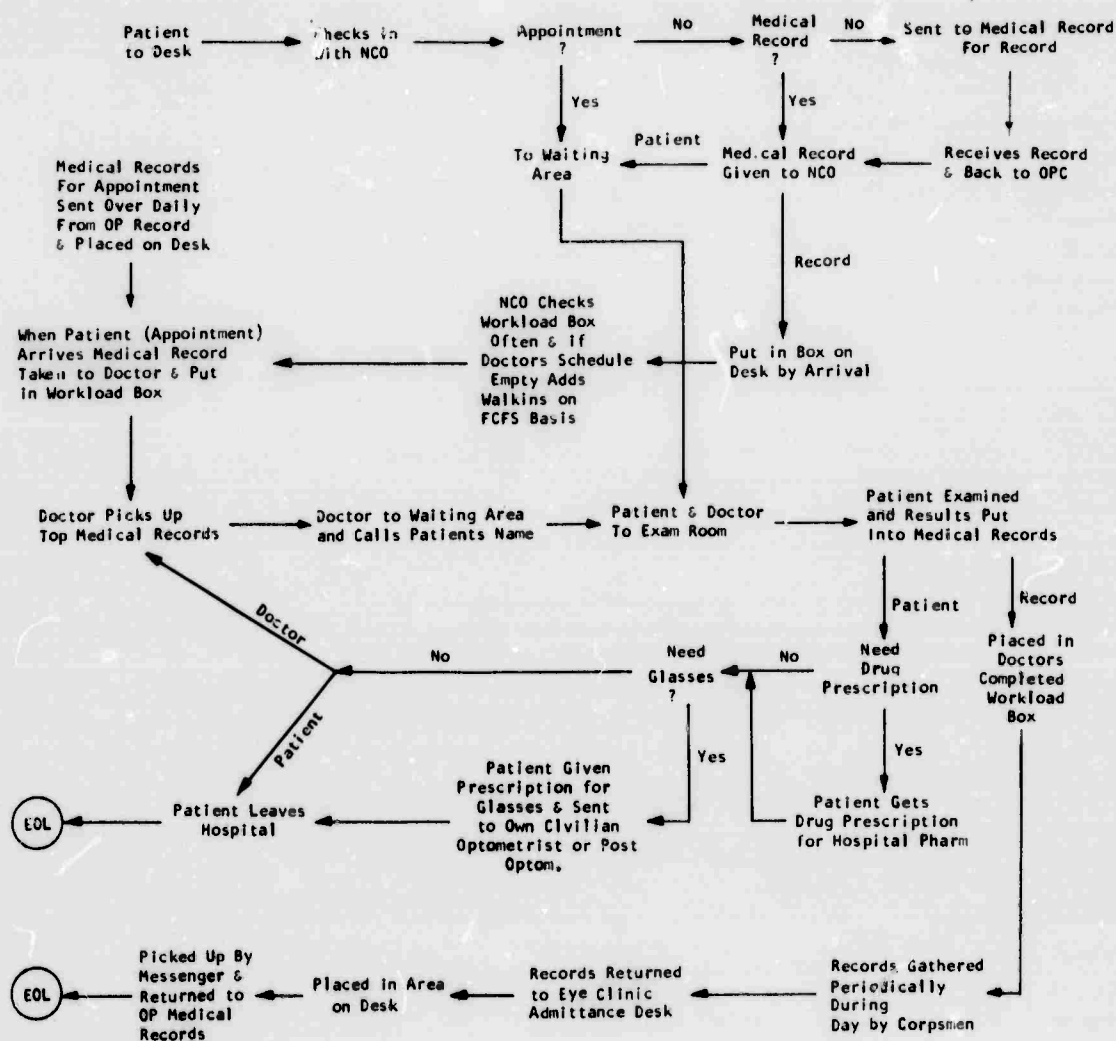 Patient
to Desk
Checks in
With NCO
Appointment
?
No
Medical
Record
?
No
Sent to Medical Record
For Record
Yes
Yes
Patient
To Waiting
Area
Medical Record
Given to NCO
Receives Record
& Back to OPC
Medical Records
For Appointment
Sent Over Daily
From OP Record
& Placed on Desk
Record
NCO Checks
Workload Box
Often & if
Doctors Schedule
Empty Adds
Walkins on
FCFS Basis
When Patient (Appointment)
Arrives Medical Record
Taken to Doctor & Put
in Workload Box
Put in Box on
Desk by Arrival
Doctor Picks Up
Top Medical Records
Doctor to Waiting Area
and Calls Patients Name
Patient & Doctor
To Exam Room
Patient Examined
and Results Put
Into Medical Records
Patient
Record
Doctor
No
Need
Glasses
?
No
Need
Drug
Prescription
Placed in
Doctors
Completed
Workload
Box
Patient
Yes
Yes
EOL
Patient Leaves
Hospital
Patient Given
Prescription for
Glasses & Sent
to Own Civilian
Optometrist or Post
Optom.
Patient Gets
Drug Prescription
for Hospital Pharm
EOL
Picked Up By
Messenger &
Returned to
OP Medical
Records
Placed in Area
on Desk
Records Returned
to Eye Clinic
Admittance Desk
Records Gathered
Periodically
During
Day by Corpsmen